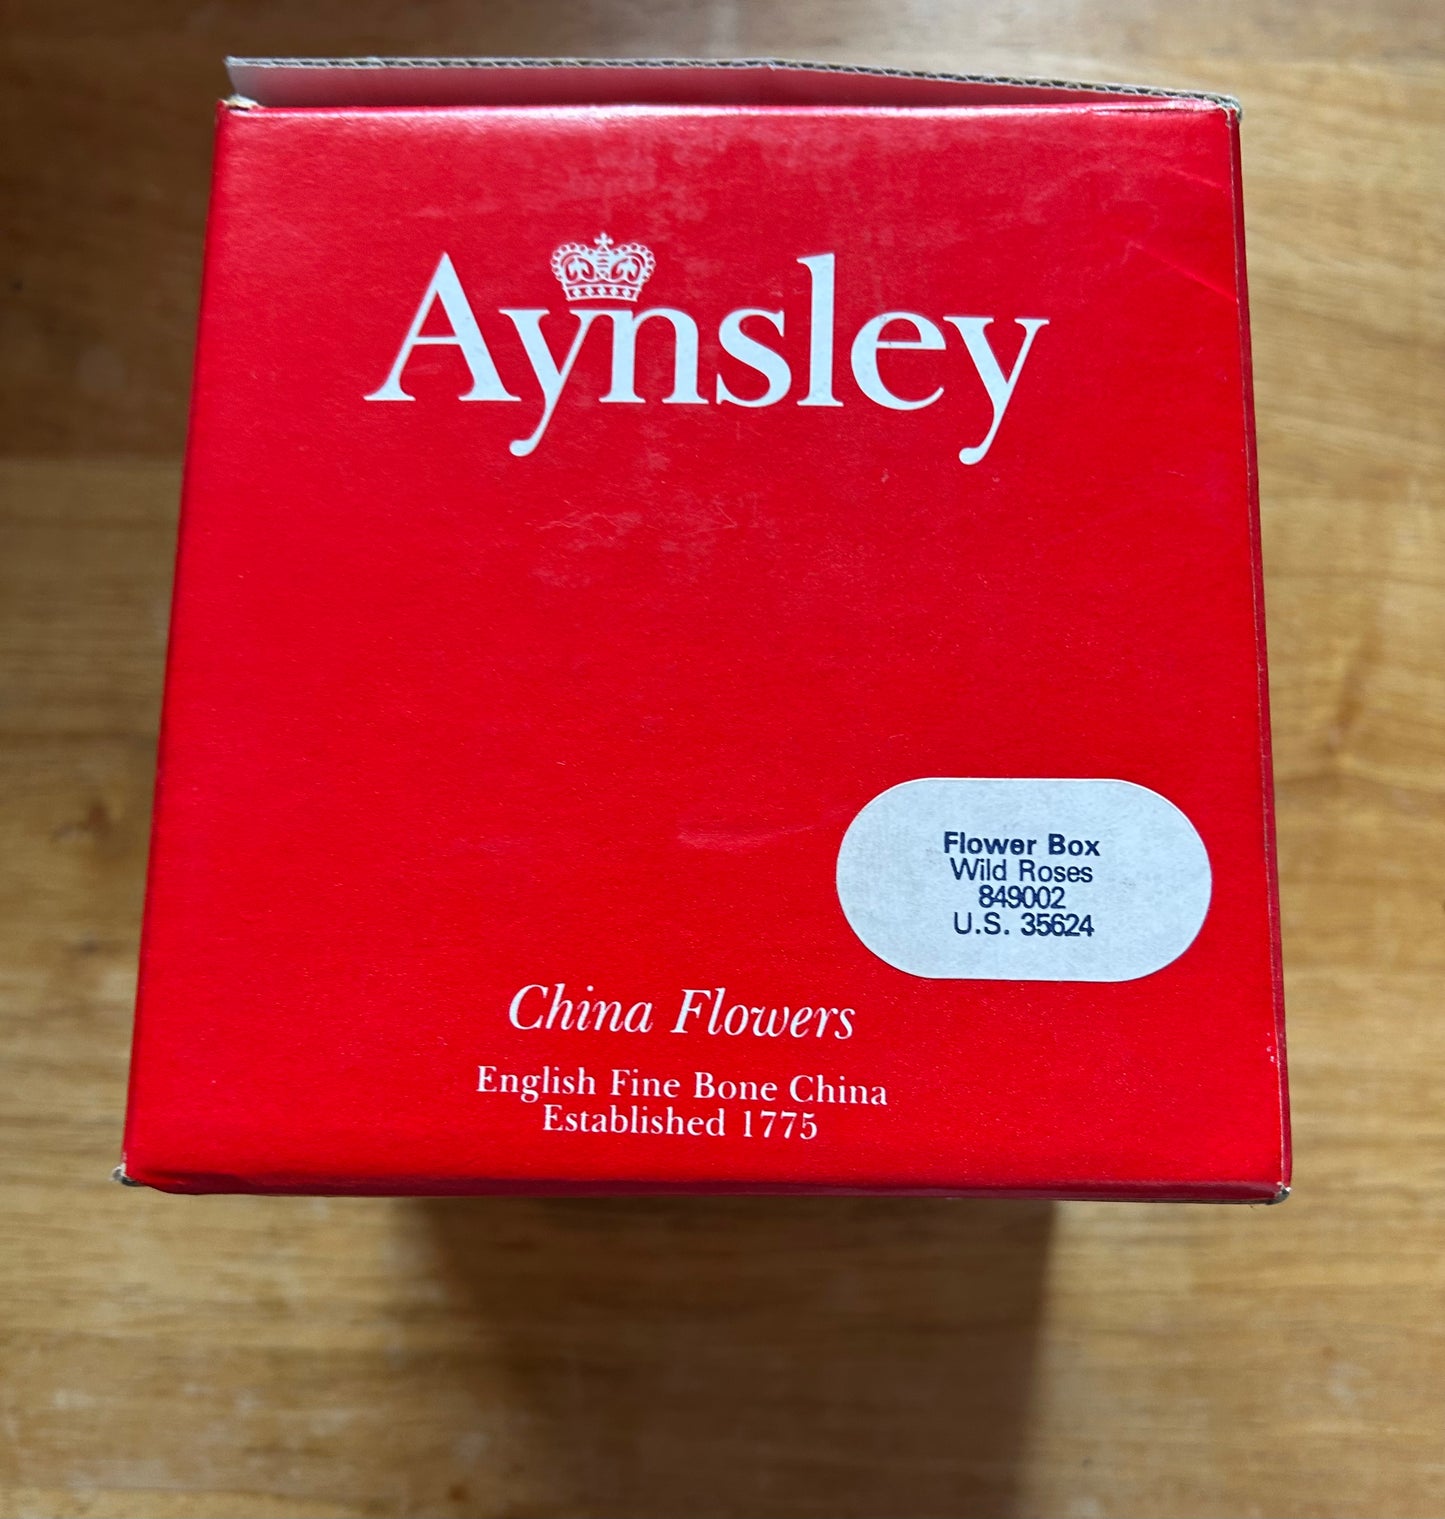 Aynsley
Flower Box
Wild Roses
849002
U.S. 35624
China Flowers
English Fine Bone China
Established 1775